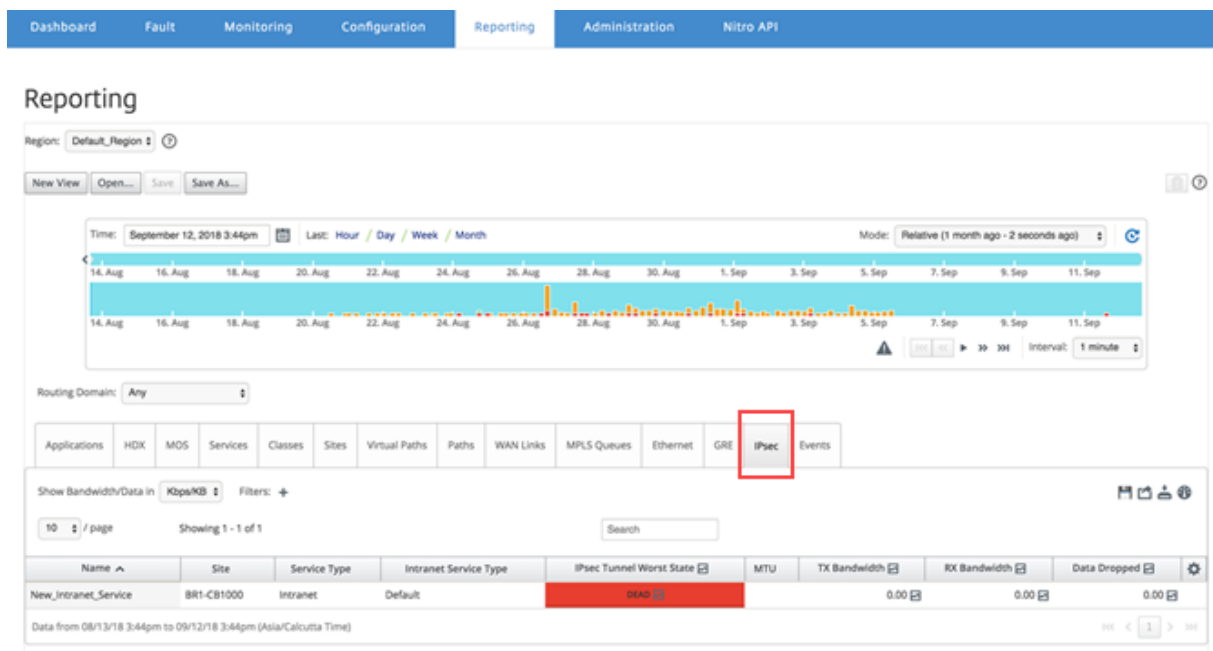 Dashboard Fault Monitoring Configuration Reporting Administration Nitro API
Reporting
Region: Default_Region
New View Open... Save Save As...
Time: September 12, 2018 3:44pm Last: Hour / Day / Week / Month Mode: Relative (1 month ago - 2 seconds ago)
14. Aug 16. Aug 18. Aug 20. Aug 22. Aug 24. Aug 26. Aug 28. Aug 30. Aug 1. Sep 3. Sep 5. Sep 7. Sep 9. Sep 11. Sep
14. Aug 16. Aug 18. Aug 20. Aug 22. Aug 24. Aug 26. Aug 28. Aug 30. Aug 1. Sep 3. Sep 5. Sep 7. Sep 9. Sep 11. Sep
Interval: 1 minute
Routing Domain: Any
Applications HDX MOS Services Classes Sites Virtual Paths Paths WAN Links MPLS Queues Ethernet GRE IPsec Events
Show Bandwidth/Data in Kbps/KB Filters: +
10 / page Showing 1 - 1 of 1 Search
Name Site Service Type Intranet Service Type IPsec Tunnel Worst State MTU TX Bandwidth RX Bandwidth Data Dropped
New_Intranet_Service BR1-CB1000 Intranet Default DEAD 0.00 0.00 0.00
Data from 08/13/18 3:44pm to 09/12/18 3:44pm (Asia/Calcutta Time) 1